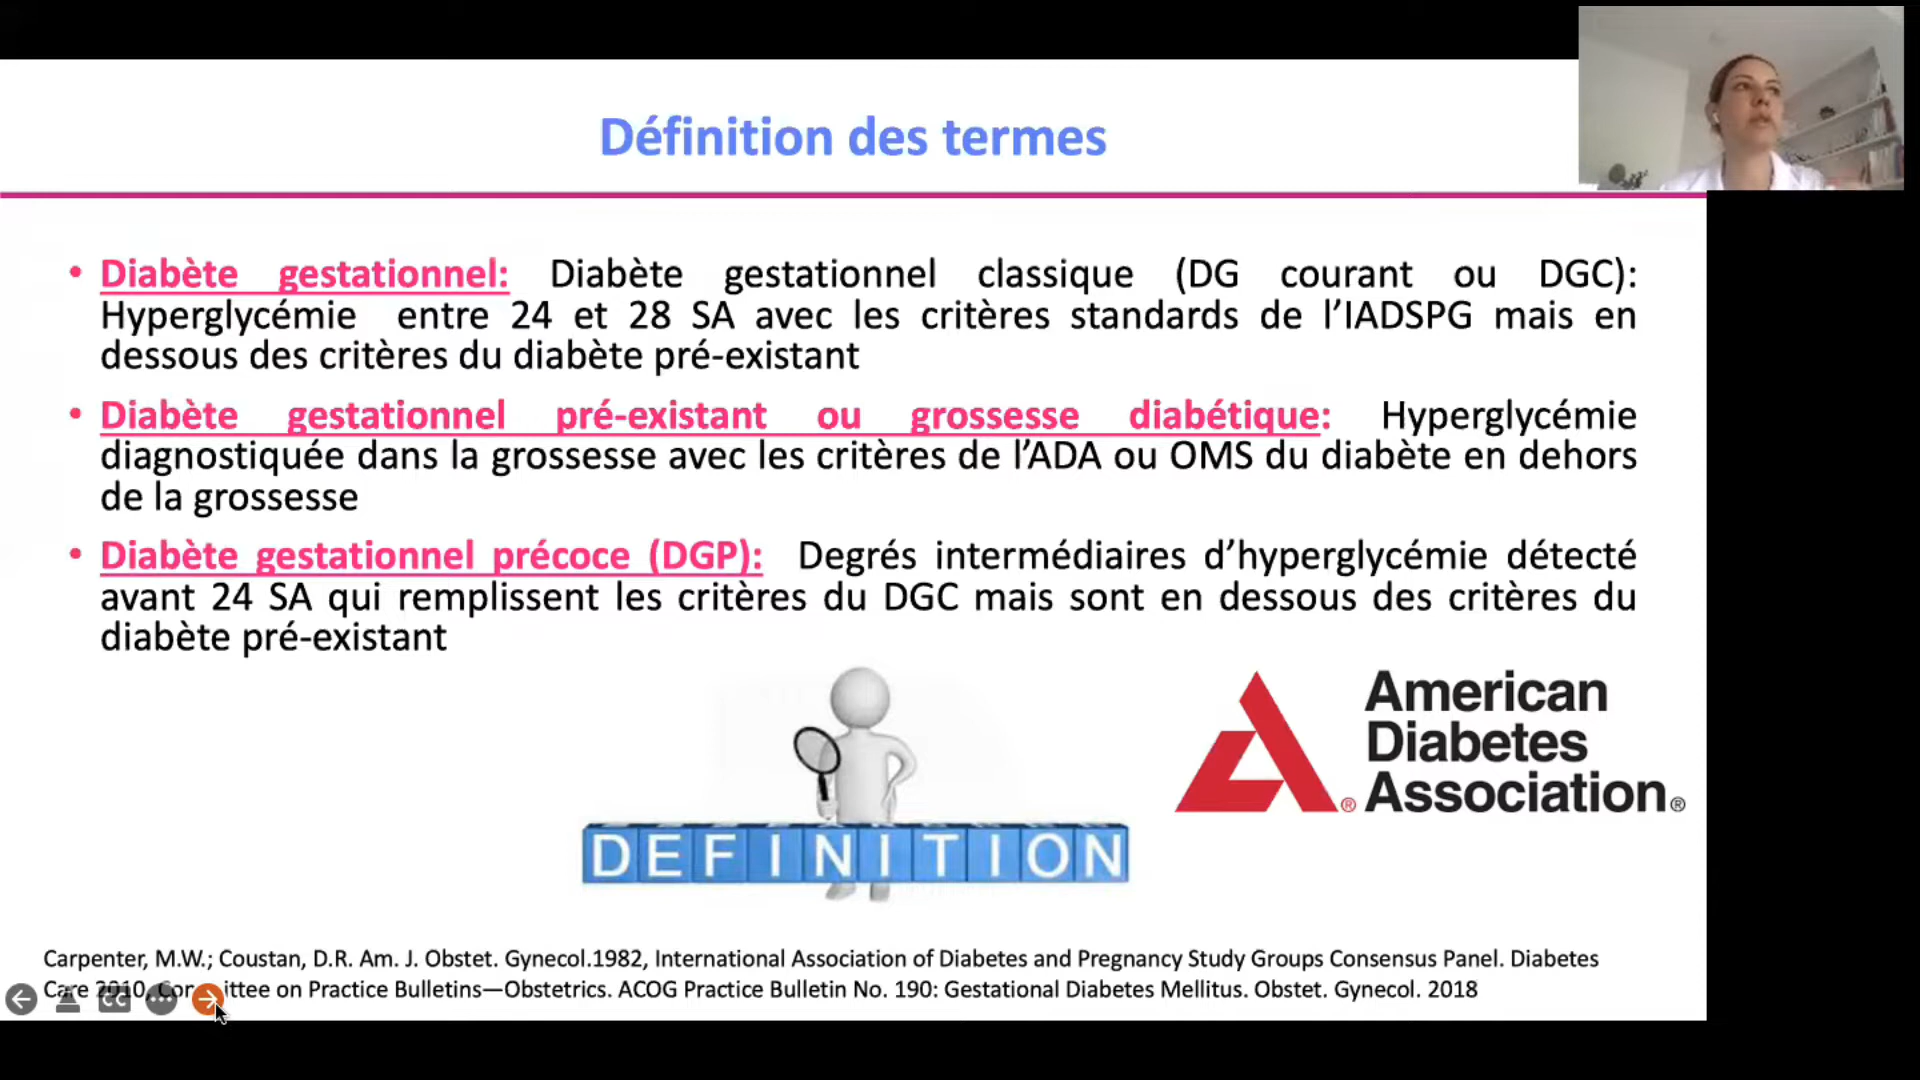 Définition des termes
• Diabète gestationnel: Diabète gestationnel classique (DG courant ou DGC):
Hyperglycémie entre 24 et 28 SA avec les critères standards de l’IADSPG mais en
dessous des critères du diabète pré-existant
• Diabète gestationnel pré-existant ou grossesse diabétique: Hyperglycémie
diagnostiquée dans la grossesse avec les critères de l’ADA ou OMS du diabète en dehors
de la grossesse
• Diabète gestationnel précoce (DGP): Degrés intermédiaires d’hyperglycémie détecté
avant 24 SA qui remplissent les critères du DGC mais sont en dessous des critères du
diabète pré-existant
DEFINITION
American
Diabetes
Association®
Carpenter, M.W.; Coustan, D.R. Am. J. Obstet. Gynecol.1982, International Association of Diabetes and Pregnancy Study Groups Consensus Panel. Diabetes
Care 2010, Committee on Practice Bulletins—Obstetrics. ACOG Practice Bulletin No. 190: Gestational Diabetes Mellitus. Obstet. Gynecol. 2018
CC